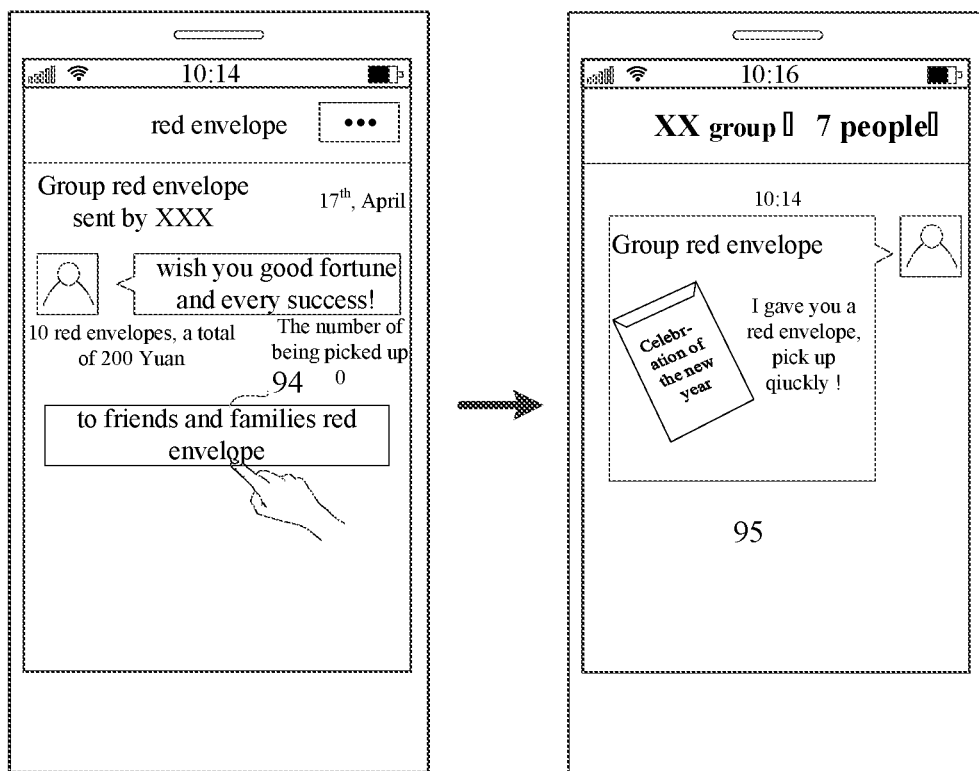 10:14
red envelope
•••
Group red envelope
sent by XXX
17th, April
wish you good fortune
and every success!
10 red envelopes, a total
of 200 Yuan
The number of
being picked up
0
94
to friends and families red
envelope
10:16
XX group 7 people
10:14
Group red envelope
Celebr-
ation of
the new
year
I gave you a
red envelope,
pick up
qiuckly !
95